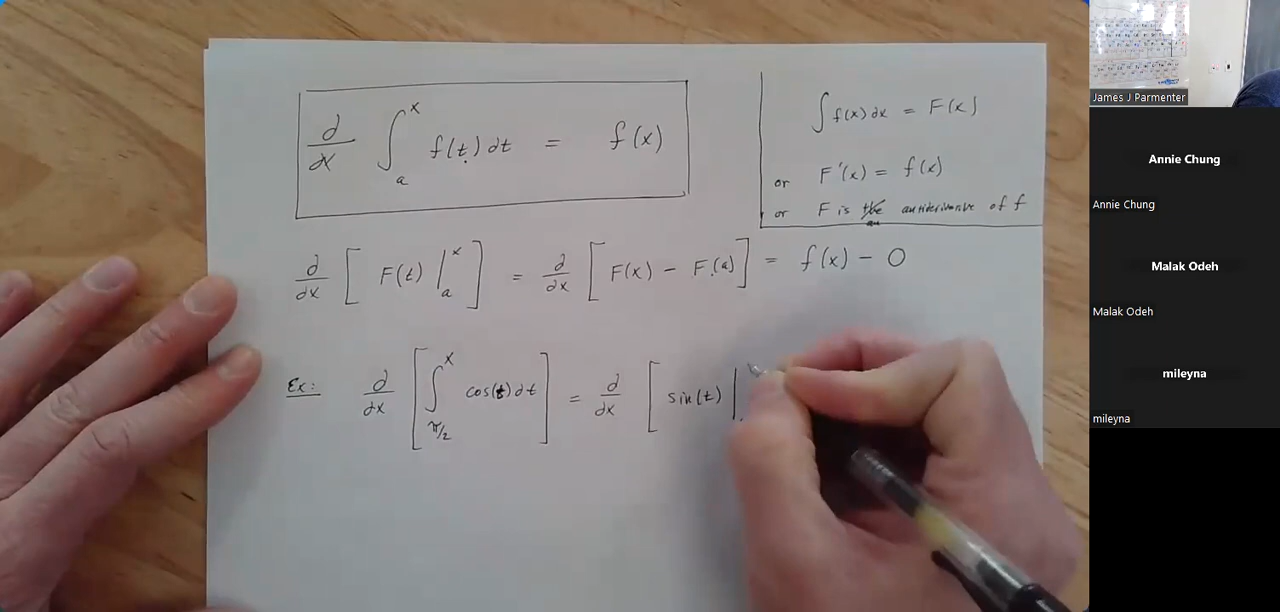 d/dx ∫_a^x f(t) dt = f(x)
∫ f(x) dx = F(x)
or F'(x) = f(x)
or F is the an antiderivative of f
d/dx [ F(t) |_a^x ] = d/dx [ F(x) - F(a) ] = f(x) - 0
Ex: d/dx [ ∫_{π/2}^x cos(t) dt ] = d/dx [ sin(t) |
James J Parmenter
Annie Chung
Annie Chung
Malak Odeh
Malak Odeh
mileyna
mileyna